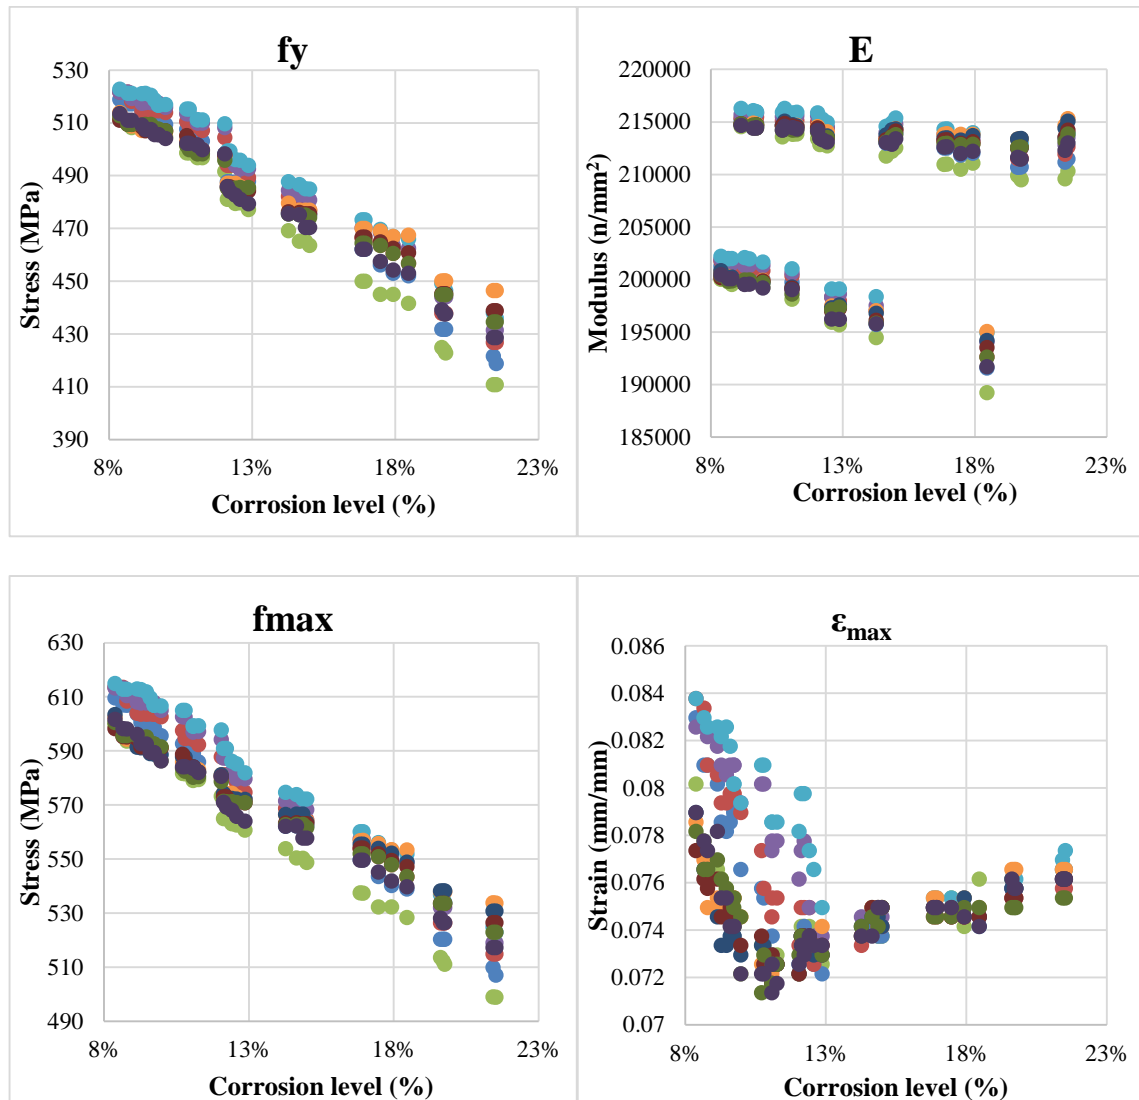 fy
530
510
490
470
450
430
410
390
Stress (MPa)
8% 13% 18% 23%
Corrosion level (%)
E
220000
215000
210000
205000
200000
195000
190000
185000
Modulus (n/mm²)
8% 13% 18% 23%
Corrosion level (%)
fmax
630
610
590
570
550
530
510
490
Stress (MPa)
8% 13% 18% 23%
Corrosion level (%)
εmax
0.086
0.084
0.082
0.08
0.078
0.076
0.074
0.072
0.07
Strain (mm/mm)
8% 13% 18% 23%
Corrosion level (%)